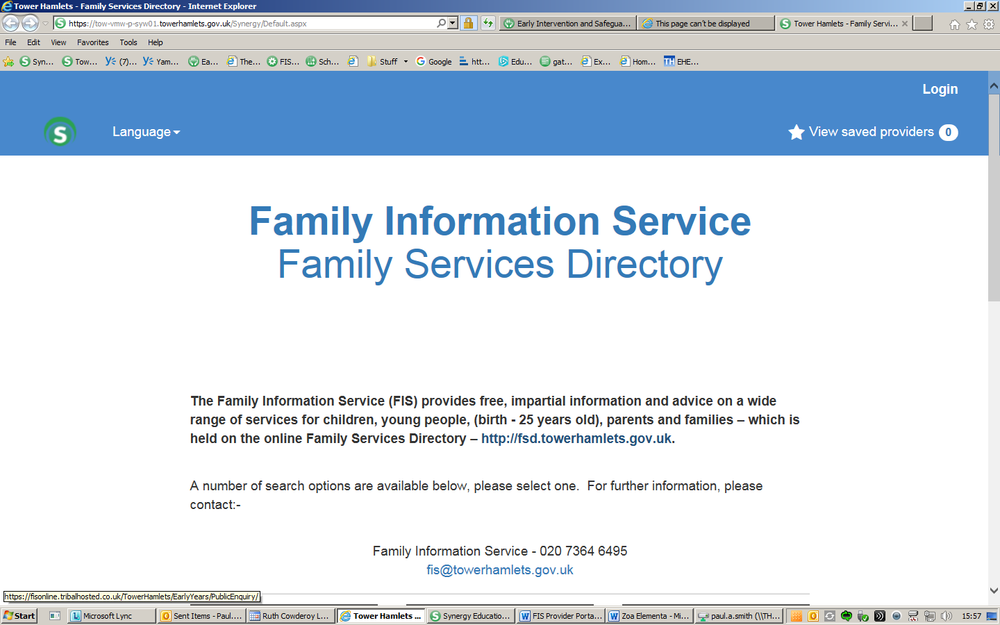 Tower Hamlets - Family Services Directory - Internet Explorer
https://tow-vmw-p-syw01.towerhamlets.gov.uk/Synergy/Default.aspx
Early Intervention and Safegua...
This page can't be displayed
Tower Hamlets - Family Servi...
File Edit View Favorites Tools Help
Syn... Tow... (7)... Yam... Ea... The... FIS... Sch... Stuff Google htt... Edu... gat... Ex... Hom... EHE...
Login
S Language View saved providers 0
Family Information Service
Family Services Directory
The Family Information Service (FIS) provides free, impartial information and advice on a wide
range of services for children, young people, (birth - 25 years old), parents and families – which is
held on the online Family Services Directory – http://fsd.towerhamlets.gov.uk.
A number of search options are available below, please select one. For further information, please
contact:-
Family Information Service - 020 7364 6495
fis@towerhamlets.gov.uk
https://fisonline.tribalhosted.co.uk/TowerHamlets/EarlyYears/PublicEnquiry/
Start Microsoft Lync Sent Items - Paul.... Ruth Cowderoy L... Tower Hamlets ... Synergy Educatio... FIS Provider Porta... Zoa Elementa - Mi... paul.a.smith (\\TH... 15:57